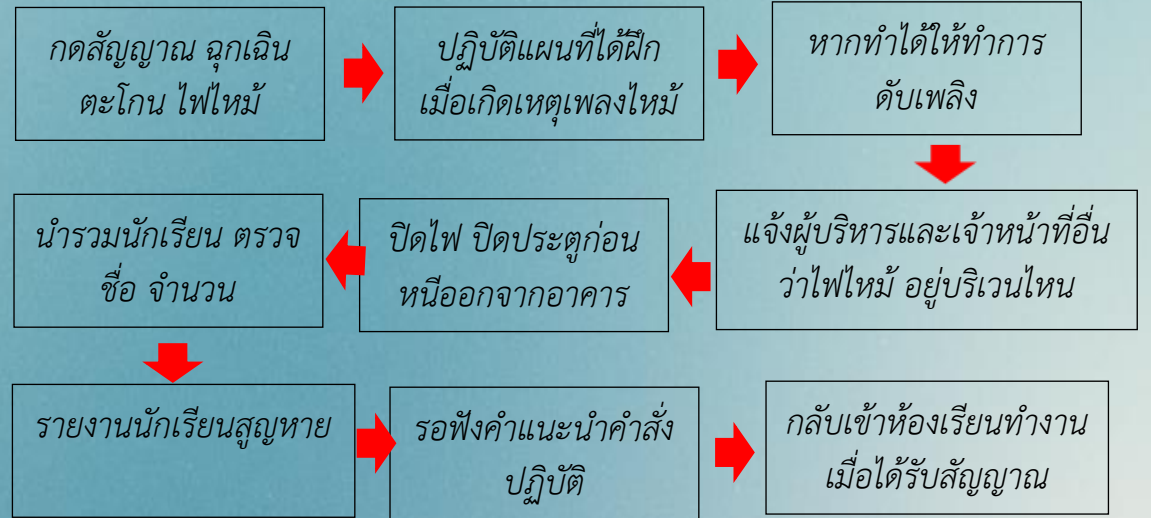 กดสัญญาณ ฉุกเฉิน
ตะโกน ไฟไหม้
ปฏิบัติแผนที่ได้ฝึก
เมื่อเกิดเหตุเพลงไหม้
หากทำได้ให้ทำการ
ดับเพลิง
แจ้งผู้บริหารและเจ้าหน้าที่อื่น
ว่าไฟไหม้ อยู่บริเวณไหน
ปิดไฟ ปิดประตูก่อน
หนีออกจากอาคาร
นำรวมนักเรียน ตรวจ
ชื่อ จำนวน
รายงานนักเรียนสูญหาย
รอฟังคำแนะนำคำสั่ง
ปฏิบัติ
กลับเข้าห้องเรียนทำงาน
เมื่อได้รับสัญญาณ